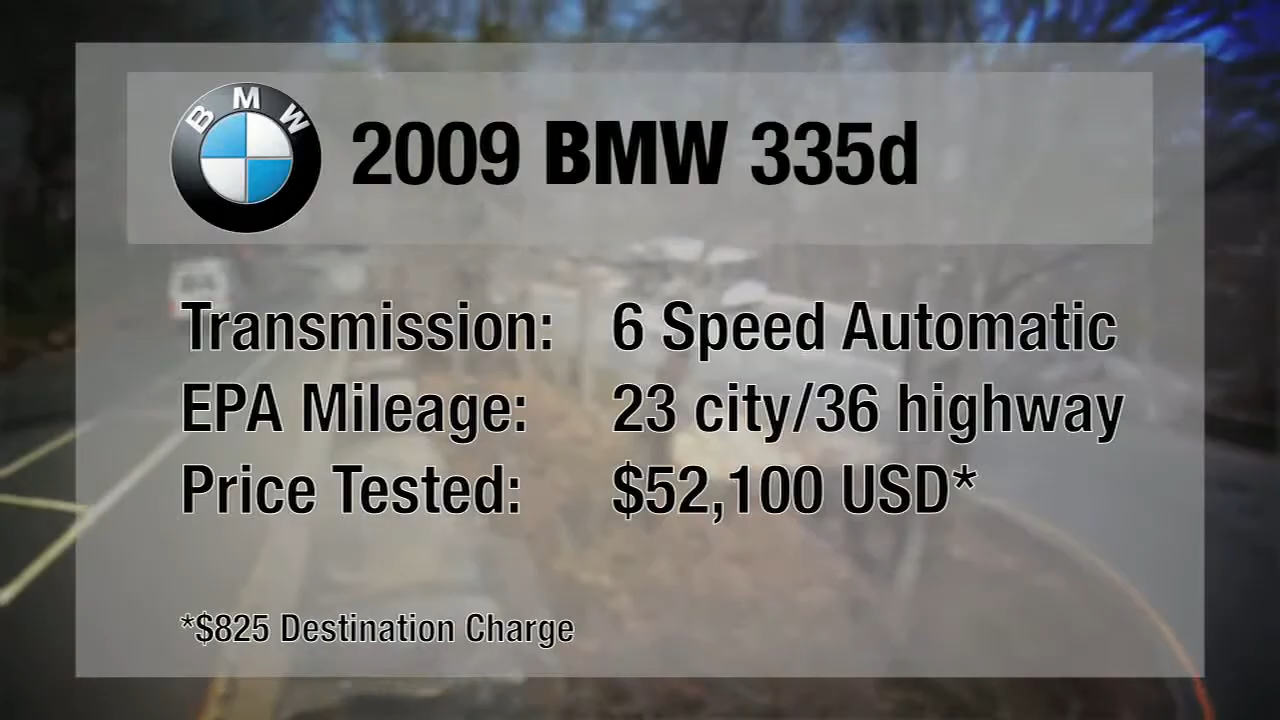 BMW
2009 BMW 335d
Transmission: 6 Speed Automatic
EPA Mileage: 23 city/36 highway
Price Tested: $52,100 USD*
*$825 Destination Charge